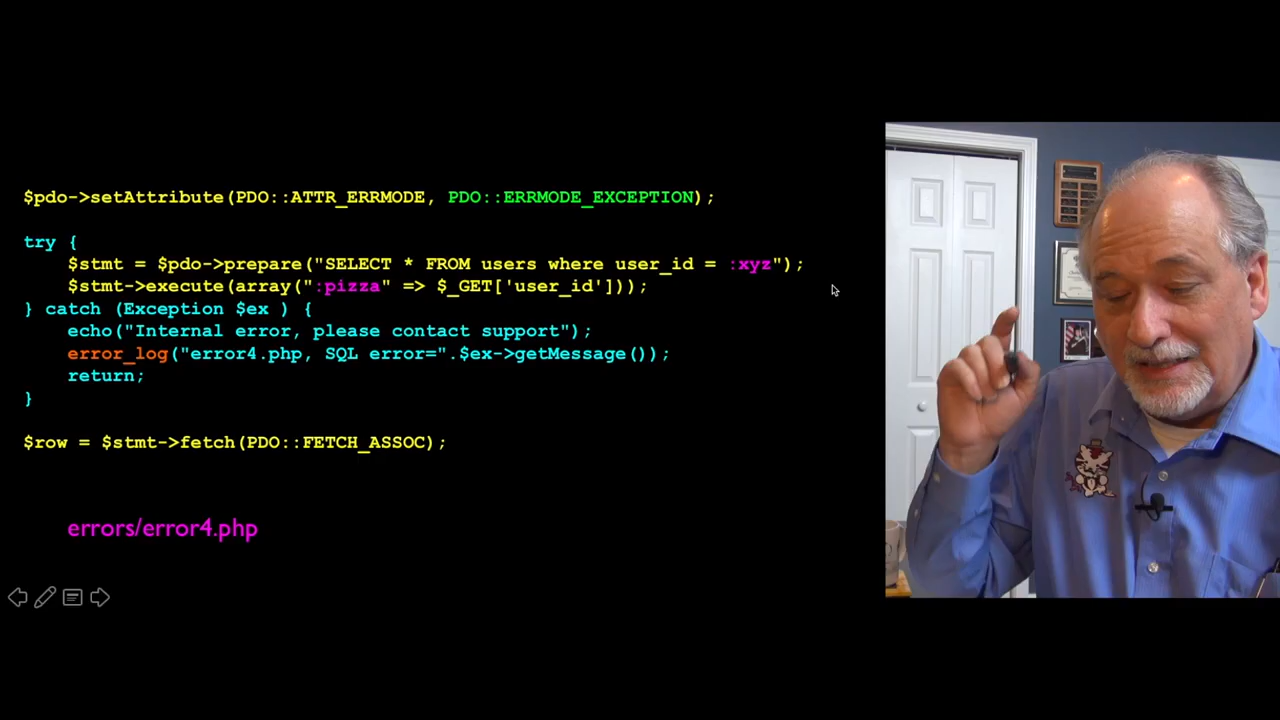 $pdo->setAttribute(PDO::ATTR_ERRMODE, PDO::ERRMODE_EXCEPTION);
try {
$stmt = $pdo->prepare("SELECT * FROM users where user_id = :xyz");
$stmt->execute(array(":pizza" => $_GET['user_id']));
} catch (Exception $ex ) {
echo("Internal error, please contact support");
error_log("error4.php, SQL error=".$ex->getMessage());
return;
}
$row = $stmt->fetch(PDO::FETCH_ASSOC);
errors/error4.php